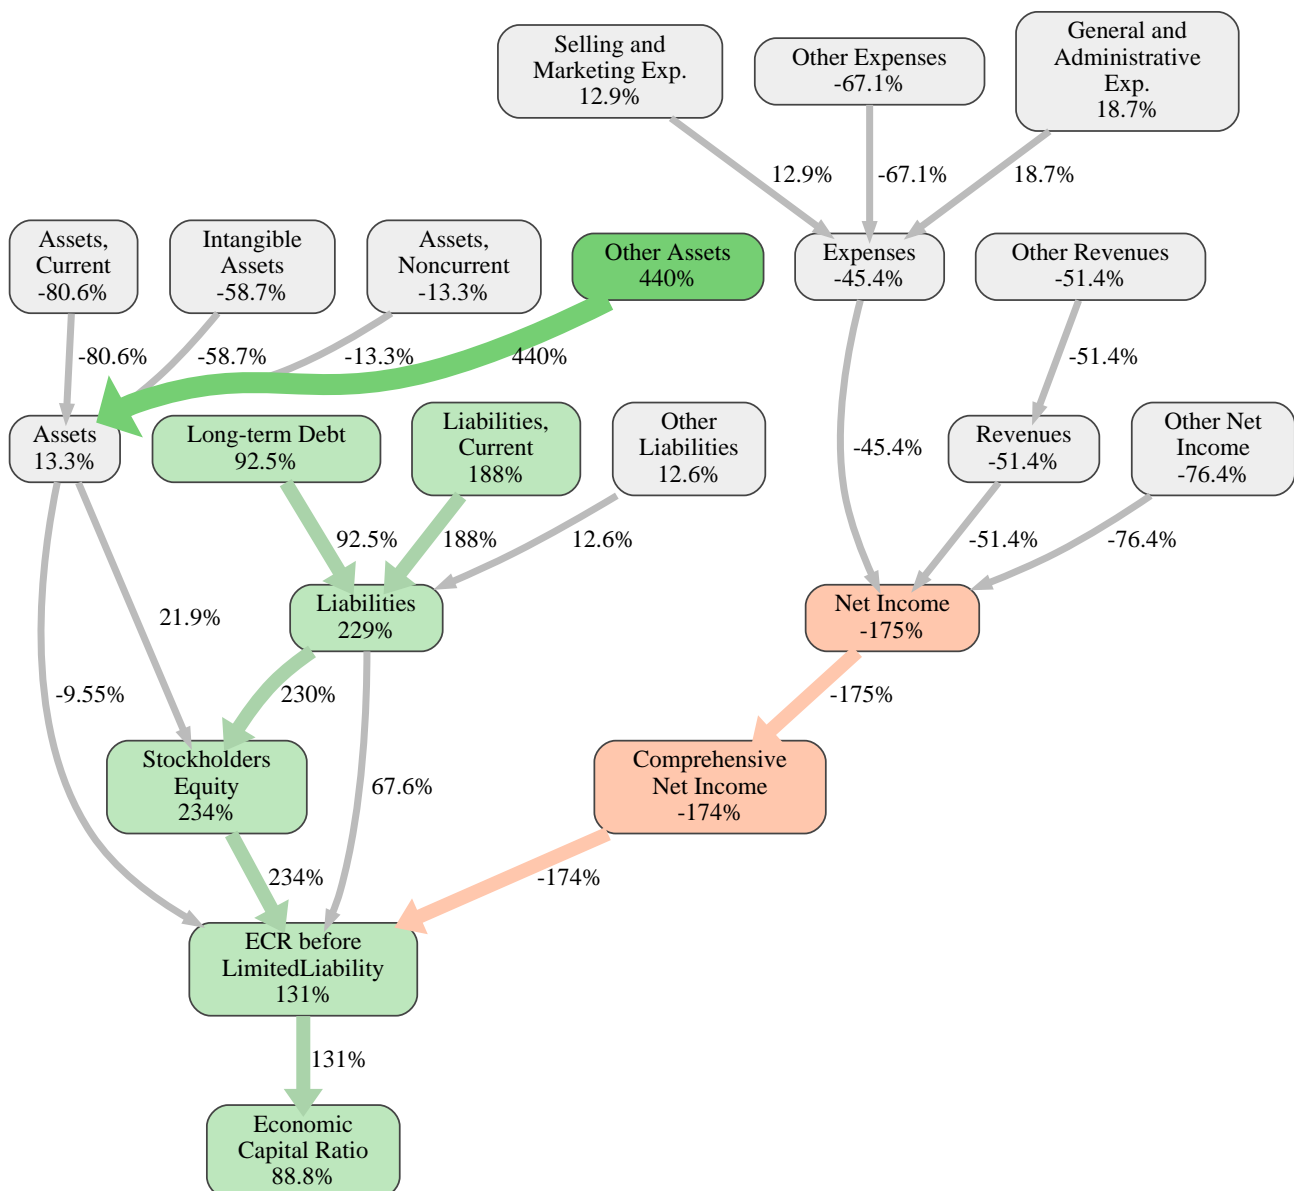 Selling and
Marketing Exp.
12.9%
Other Expenses
-67.1%
General and
Administrative
Exp.
18.7%
12.9%
-67.1%
18.7%
Assets,
Current
-80.6%
Intangible
Assets
-58.7%
Assets,
Noncurrent
-13.3%
Other Assets
440%
Expenses
-45.4%
Other Revenues
-51.4%
-80.6%
-58.7%
-13.3%
440%
-51.4%
Assets
13.3%
Long-term Debt
92.5%
Liabilities,
Current
188%
Other
Liabilities
12.6%
-45.4%
Revenues
-51.4%
Other Net
Income
-76.4%
92.5%
188%
12.6%
-51.4%
-76.4%
Liabilities
229%
Net Income
-175%
21.9%
-9.55%
230%
-175%
Stockholders
Equity
234%
67.6%
Comprehensive
Net Income
-174%
234%
-174%
ECR before
LimitedLiability
131%
131%
Economic
Capital Ratio
88.8%